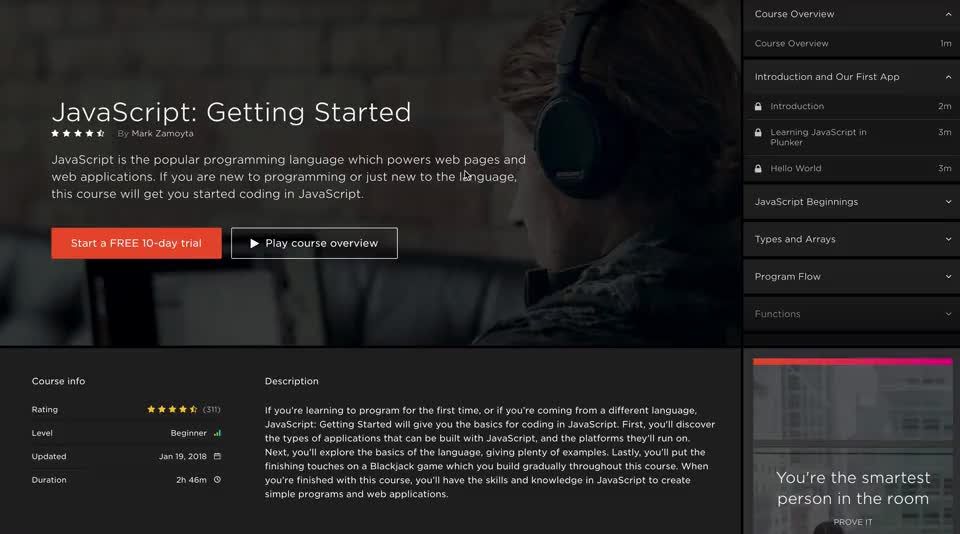 JavaScript: Getting Started
By Mark Zamoyta
JavaScript is the popular programming language which powers web pages and
web applications. If you are new to programming or just new to the language,
this course will get you started coding in JavaScript.
Start a FREE 10-day trial
Play course overview
Course Overview
Course Overview 1m
Introduction and Our First App
Introduction 2m
Learning JavaScript in 3m
Plunker
Hello World 3m
JavaScript Beginnings
Types and Arrays
Program Flow
Functions
Course info
Rating (311)
Level Beginner
Updated Jan 19, 2018
Duration 2h 46m
Description
If you're learning to program for the first time, or if you're coming from a different language,
JavaScript: Getting Started will give you the basics for coding in JavaScript. First, you'll discover
the types of applications that can be built with JavaScript, and the platforms they'll run on.
Next, you'll explore the basics of the language, giving plenty of examples. Lastly, you'll put the
finishing touches on a Blackjack game which you build gradually throughout this course. When
you're finished with this course, you'll have the skills and knowledge in JavaScript to create
simple programs and web applications.
You're the smartest
person in the room
PROVE IT